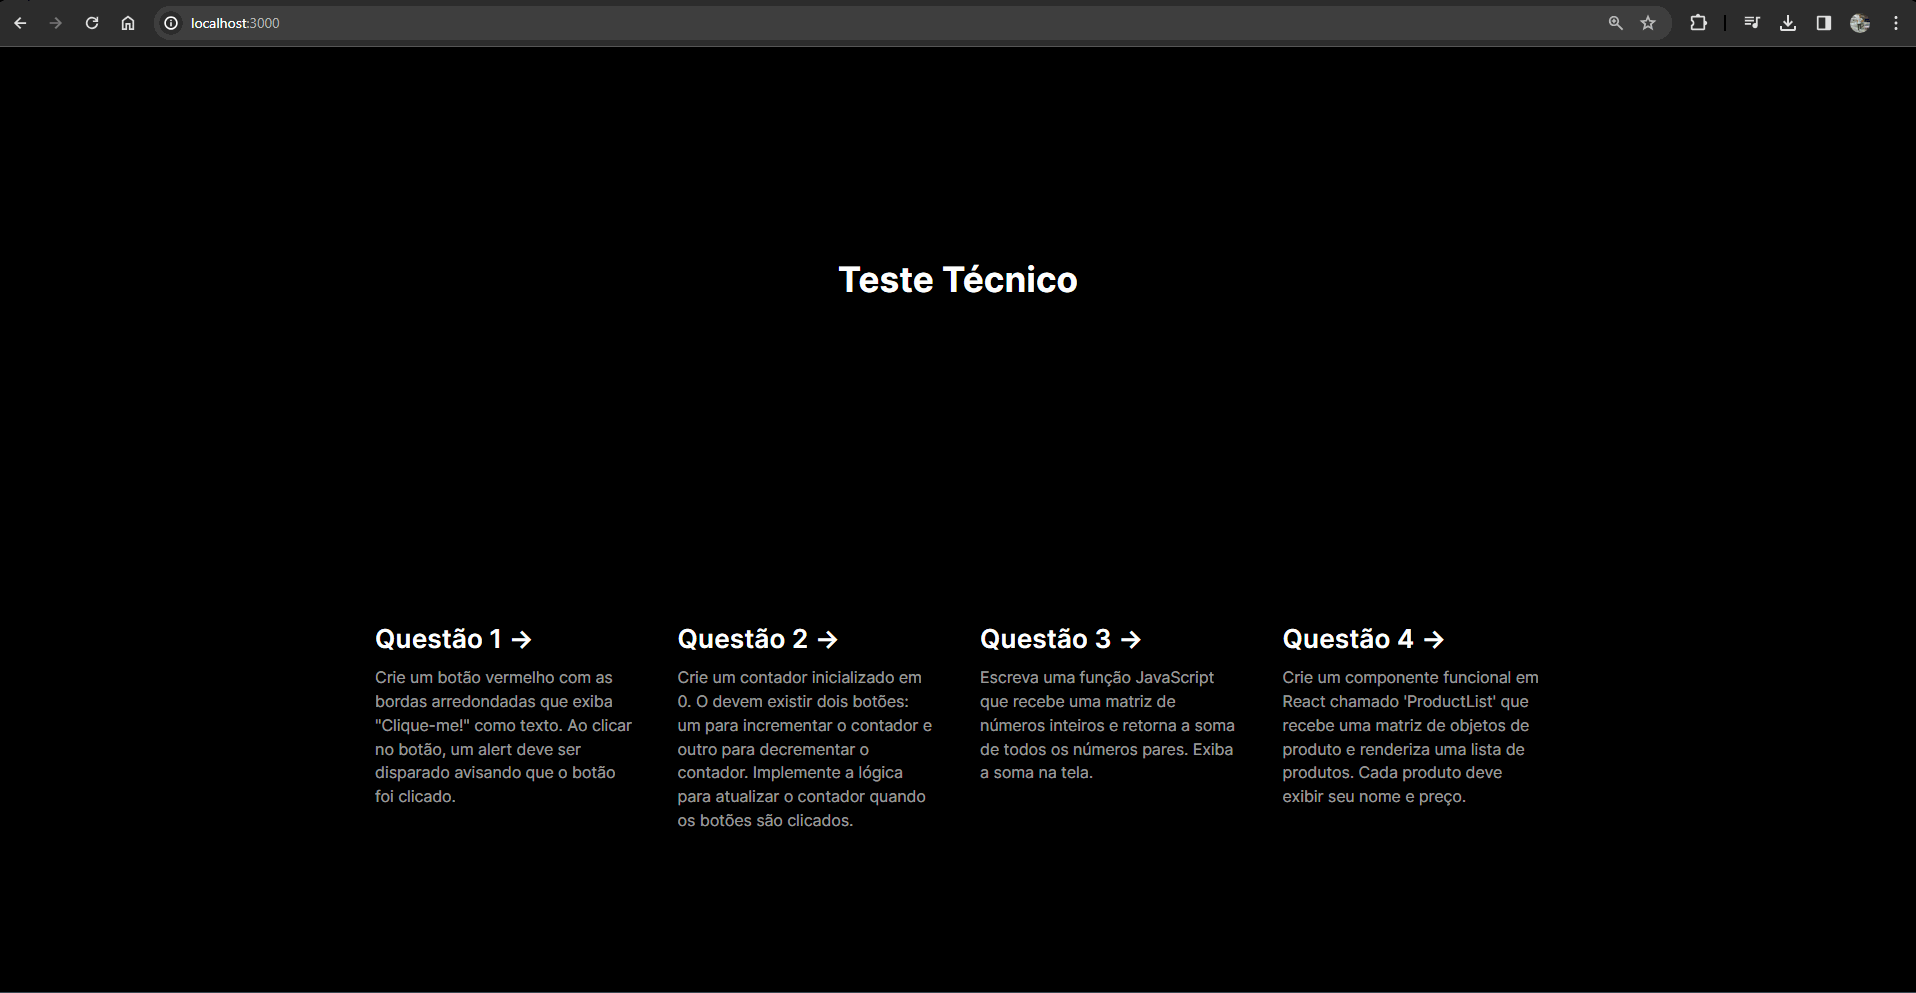 localhost:3000
Teste Técnico
Questão 1 →
Crie um botão vermelho com as
bordas arredondadas que exiba
"Clique-me!" como texto. Ao clicar
no botão, um alert deve ser
disparado avisando que o botão
foi clicado.
Questão 2 →
Crie um contador inicializado em
0. O devem existir dois botões:
um para incrementar o contador e
outro para decrementar o
contador. Implemente a lógica
para atualizar o contador quando
os botões são clicados.
Questão 3 →
Escreva uma função JavaScript
que recebe uma matriz de
números inteiros e retorna a soma
de todos os números pares. Exiba
a soma na tela.
Questão 4 →
Crie um componente funcional em
React chamado 'ProductList' que
recebe uma matriz de objetos de
produto e renderiza uma lista de
produtos. Cada produto deve
exibir seu nome e preço.